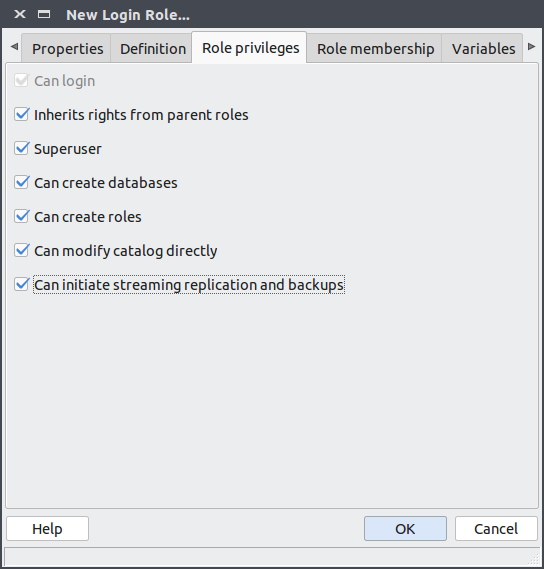 New Login Role...
Properties Definition Role privileges Role membership Variables
Can login
Inherits rights from parent roles
Superuser
Can create databases
Can create roles
Can modify catalog directly
Can initiate streaming replication and backups
Help OK Cancel